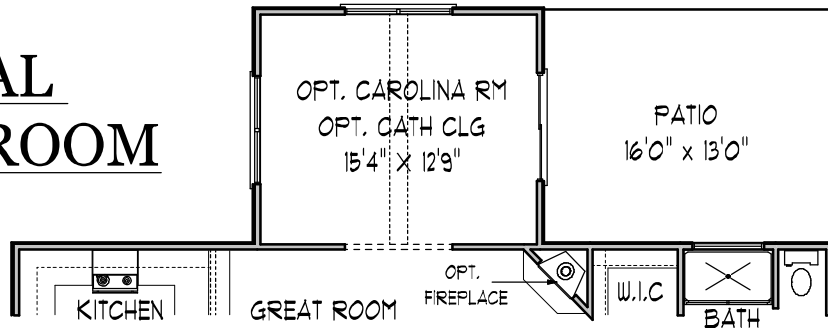 AL
ROOM
OPT. CAROLINA RM
OPT. CATH CLG
15'4" X 12'9"
PATIO
16'0" x 13'0"
KITCHEN
GREAT ROOM
OPT.
FIREPLACE
W.I.C
BATH